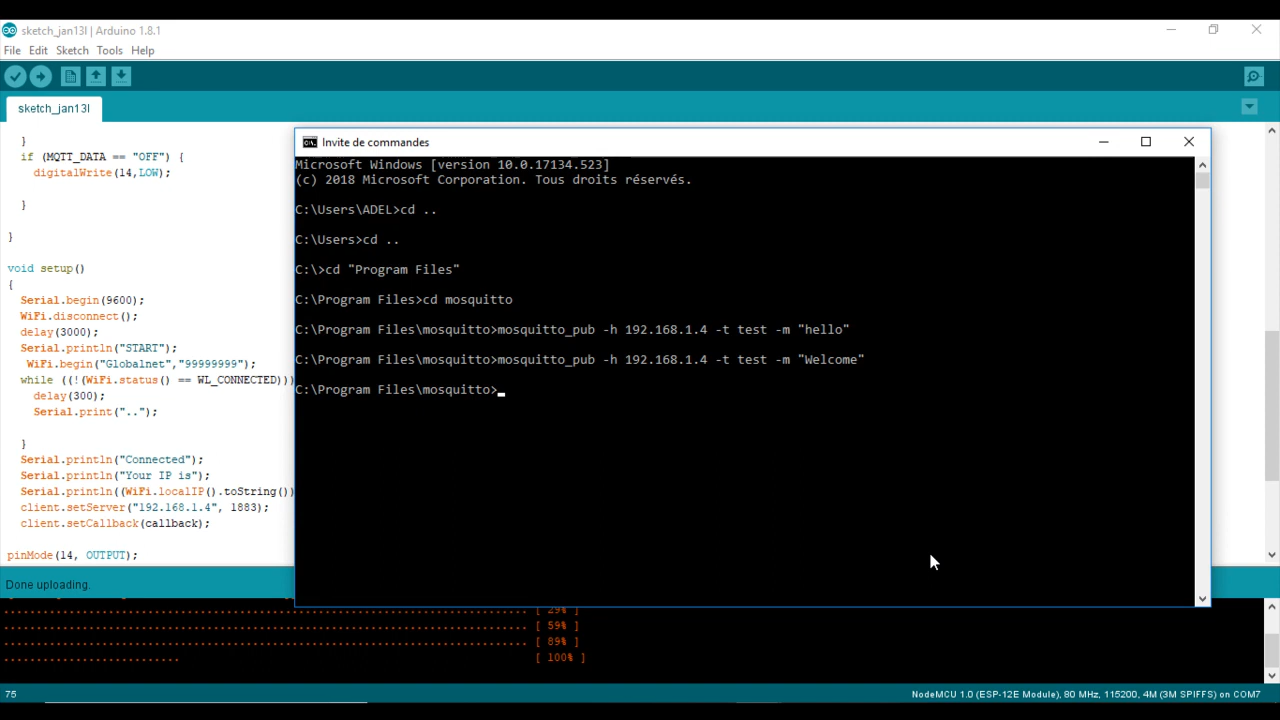 sketch_jan13l | Arduino 1.8.1
File Edit Sketch Tools Help
sketch_jan13l
}
if (MQTT_DATA == "OFF") {
digitalWrite(14,LOW);
}
}
void setup()
{
Serial.begin(9600);
WiFi.disconnect();
delay(3000);
Serial.println("START");
WiFi.begin("Globalnet","99999999");
while ((!(WiFi.status() == WL_CONNECTED)))
delay(300);
Serial.print("..");
}
Serial.println("Connected");
Serial.println("Your IP is");
Serial.println((WiFi.localIP().toString())
client.setServer("192.168.1.4", 1883);
client.setCallback(callback);
pinMode(14, OUTPUT);
Invite de commandes
Microsoft Windows [version 10.0.17134.523]
(c) 2018 Microsoft Corporation. Tous droits réservés.
C:\Users\ADEL>cd ..
C:\Users>cd ..
C:\>cd "Program Files"
C:\Program Files>cd mosquitto
C:\Program Files\mosquitto>mosquitto_pub -h 192.168.1.4 -t test -m "hello"
C:\Program Files\mosquitto>mosquitto_pub -h 192.168.1.4 -t test -m "Welcome"
C:\Program Files\mosquitto>
Done uploading.
................................................................................ [ 29% ]
................................................................................ [ 59% ]
................................................................................ [ 89% ]
........................... [ 100% ]
75
NodeMCU 1.0 (ESP-12E Module), 80 MHz, 115200, 4M (3M SPIFFS) on COM7